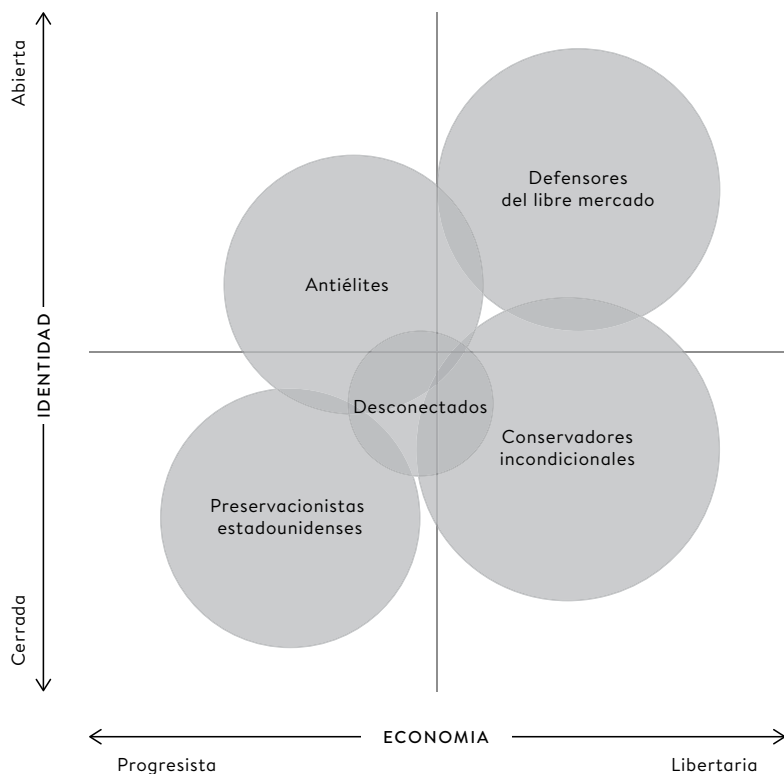 Abierta
Defensores
del libre mercado
Antiélites
IDENTIDAD
Desconectados
Conservadores
incondicionales
Preservacionistas
estadounidenses
Cerrada
ECONOMIA
Progresista
Libertaria